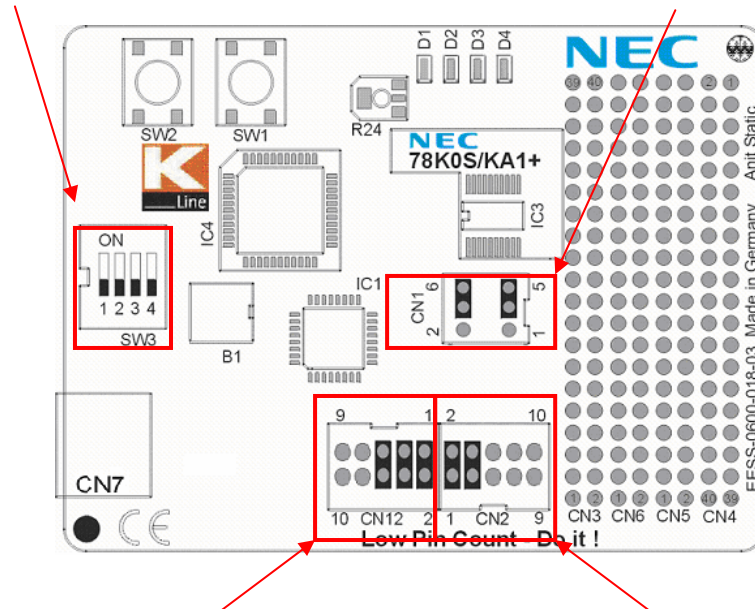 D1 D2 D3 D4
NEC
39 40 2 1
SW2 SW1
R24
NEC
78K0S/KA1+
K
Line
IC4
IC3
ON
1 2 3 4
SW3
B1
IC1
CN1
6 5
2 1
EESS-0600-018-03 Made in Germany Anit Static
9 1 2 10
CN7
10 CN12 2 1 CN2 9
1 2 1 2 1 2 40 39
CN3 CN6 CN5 CN4
CE
Low Pin Count - Do it !